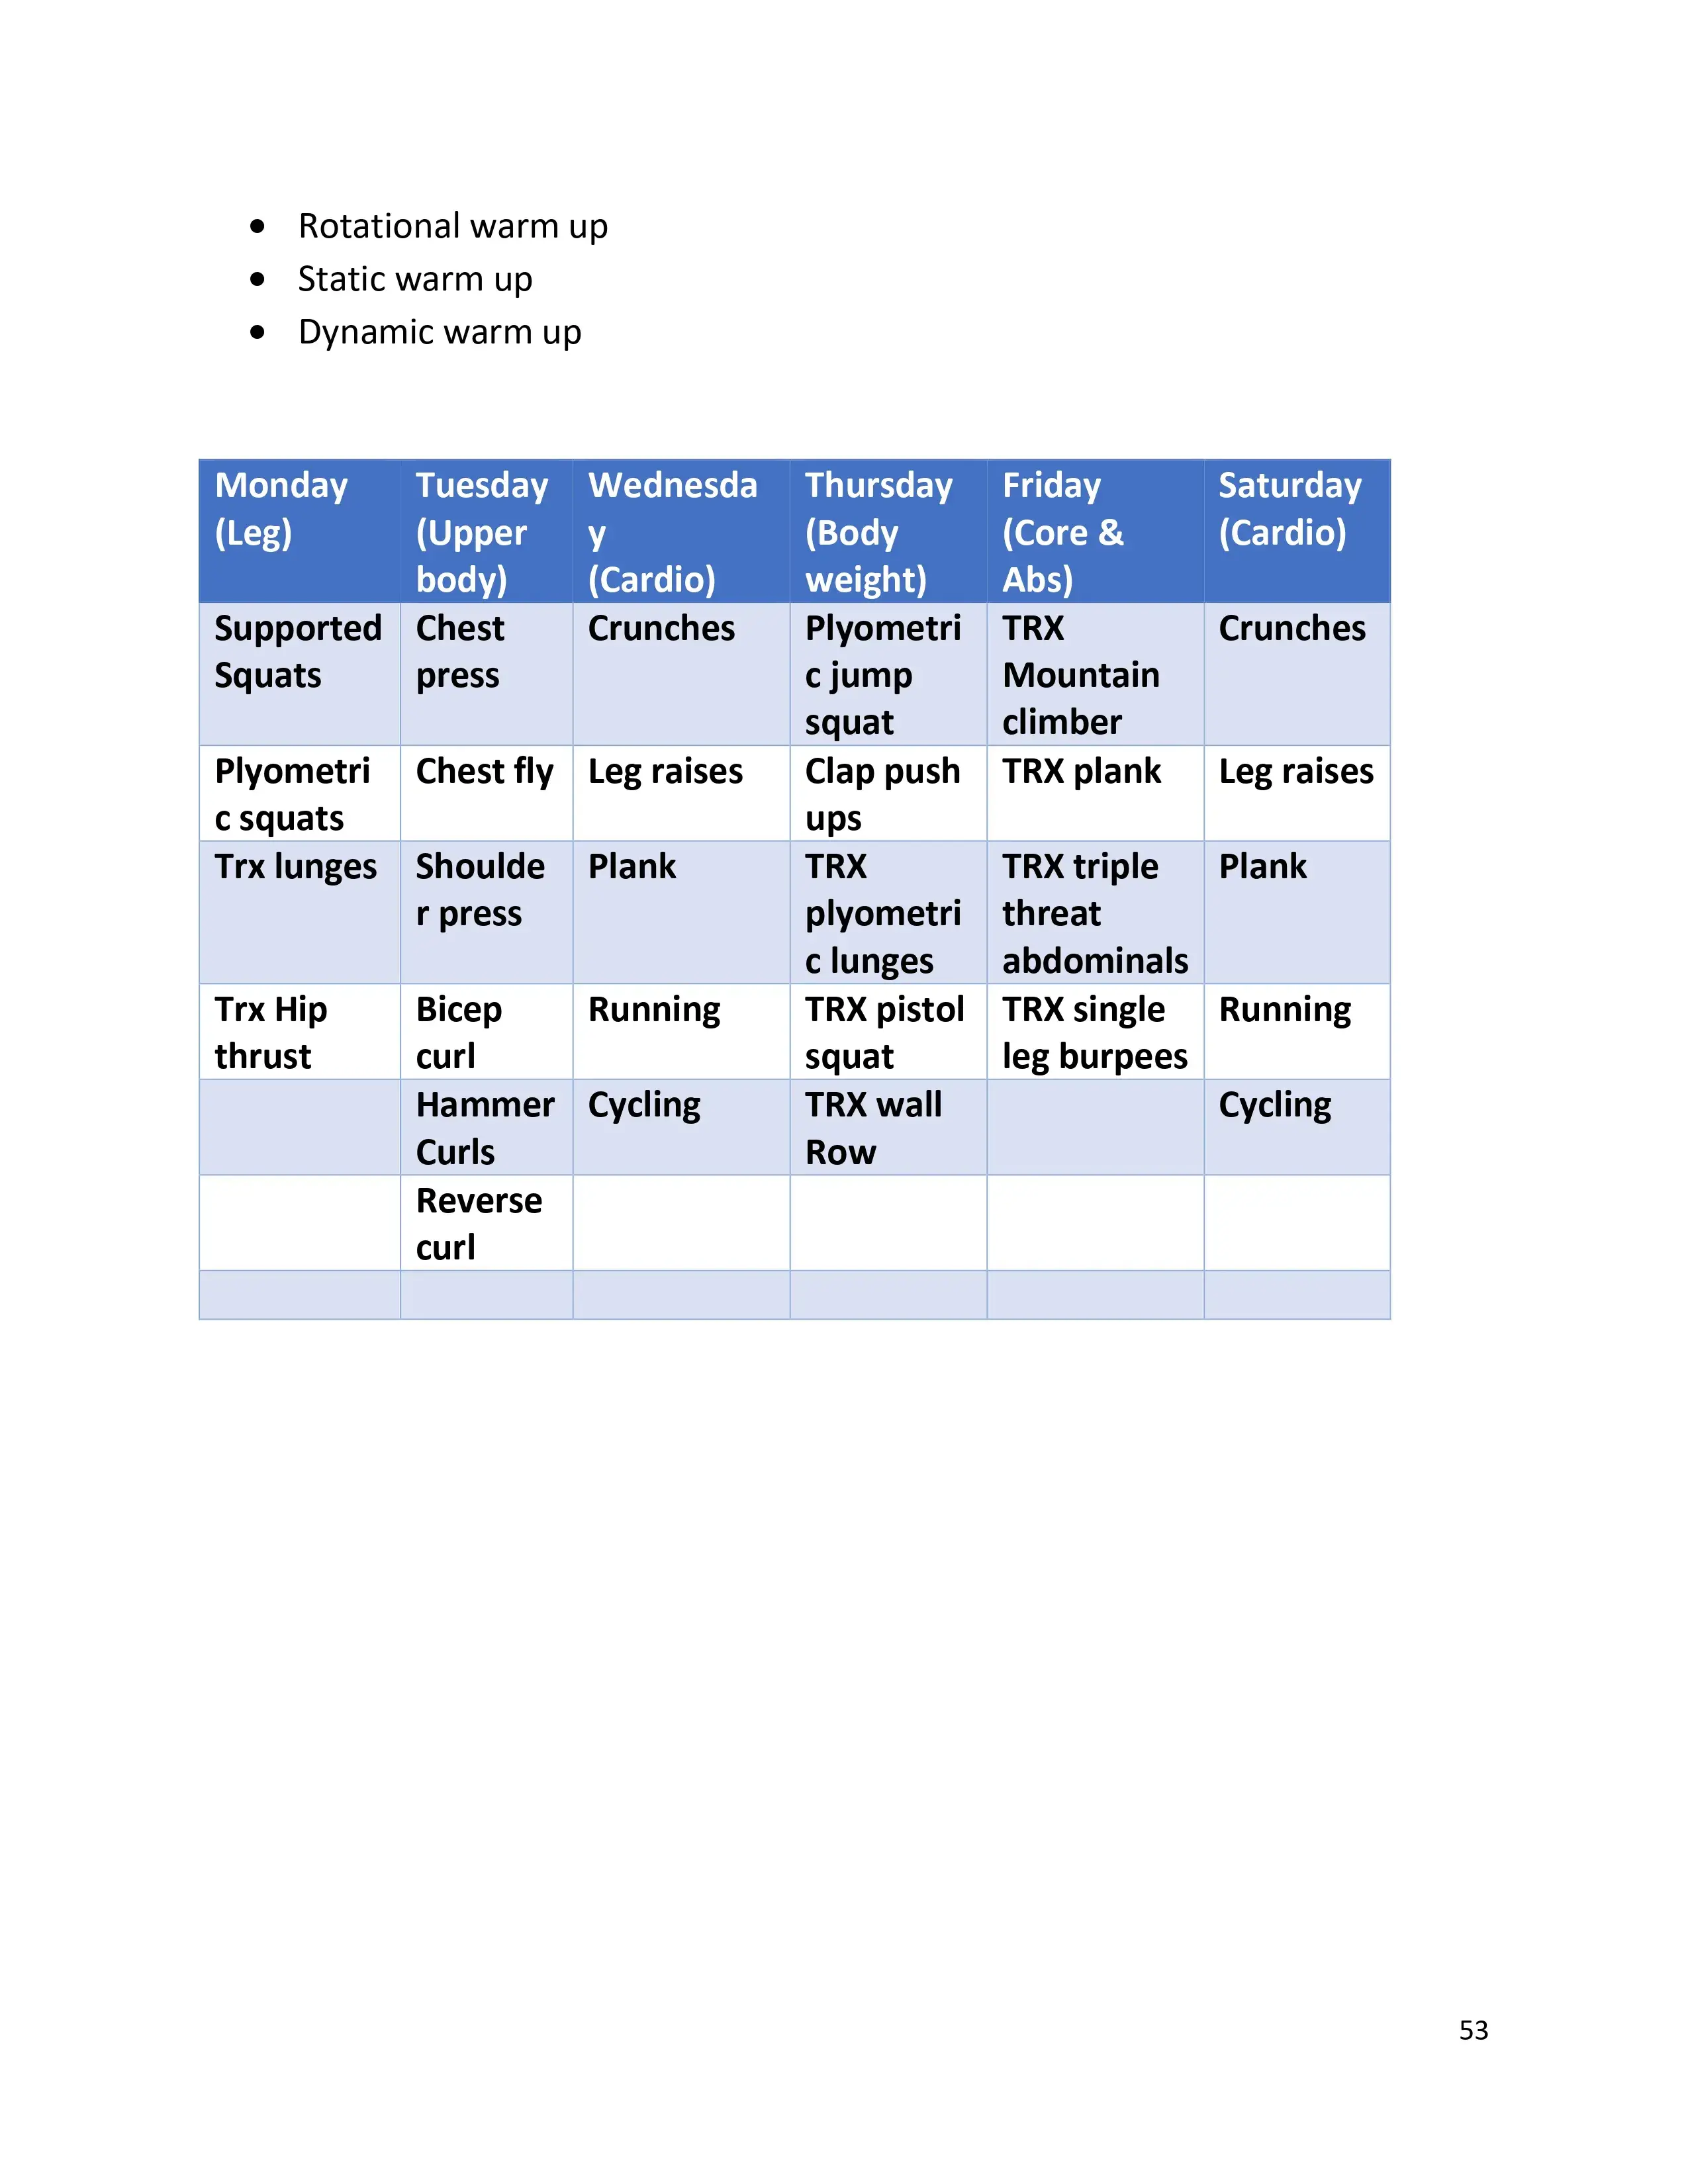 Rotational warm up
Static warm up
Dynamic warm up
Monday (Leg) Tuesday (Upper body) Wednesday (Cardio) Thursday (Body weight) Friday (Core & Abs) Saturday (Cardio)
Supported Squats Chest press Crunches Plyometric jump squat TRX Mountain climber Crunches
Plyometric squats Chest fly Leg raises Clap push ups TRX plank Leg raises
Trx lunges Shoulder press Plank TRX plyometric lunges TRX triple threat abdominals Plank
Trx Hip thrust Bicep curl Running TRX pistol squat TRX single leg burpees Running
Hammer Curls Cycling TRX wall Row Cycling
Reverse curl
53